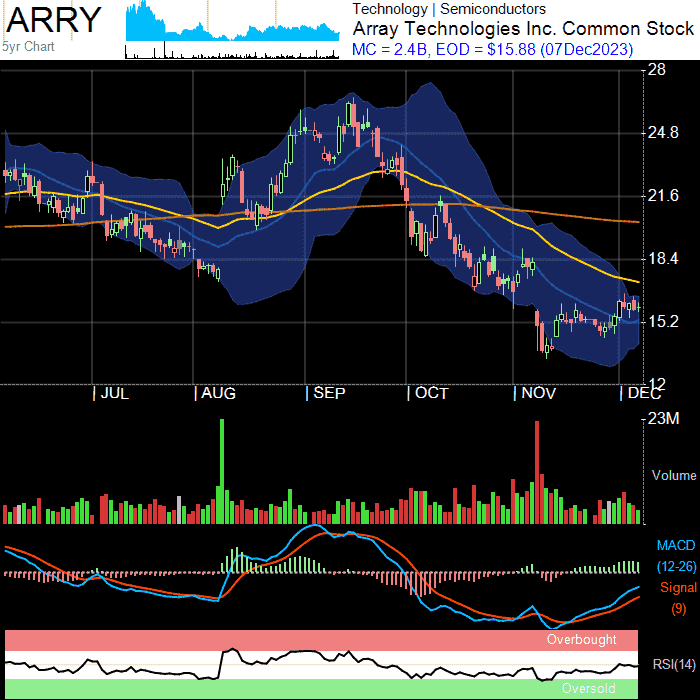 ARRY
5yr Chart
Technology | Semiconductors
Array Technologies Inc. Common Stock
MC = 2.4B, EOD = $15.88 (07Dec2023)
28
24.8
21.6
18.4
15.2
12
| JUL
| AUG
| SEP
| OCT
| NOV
| DEC
23M
Volume
MACD
(12-26)
Signal
(9)
Overbought
RSI(14)
Oversold